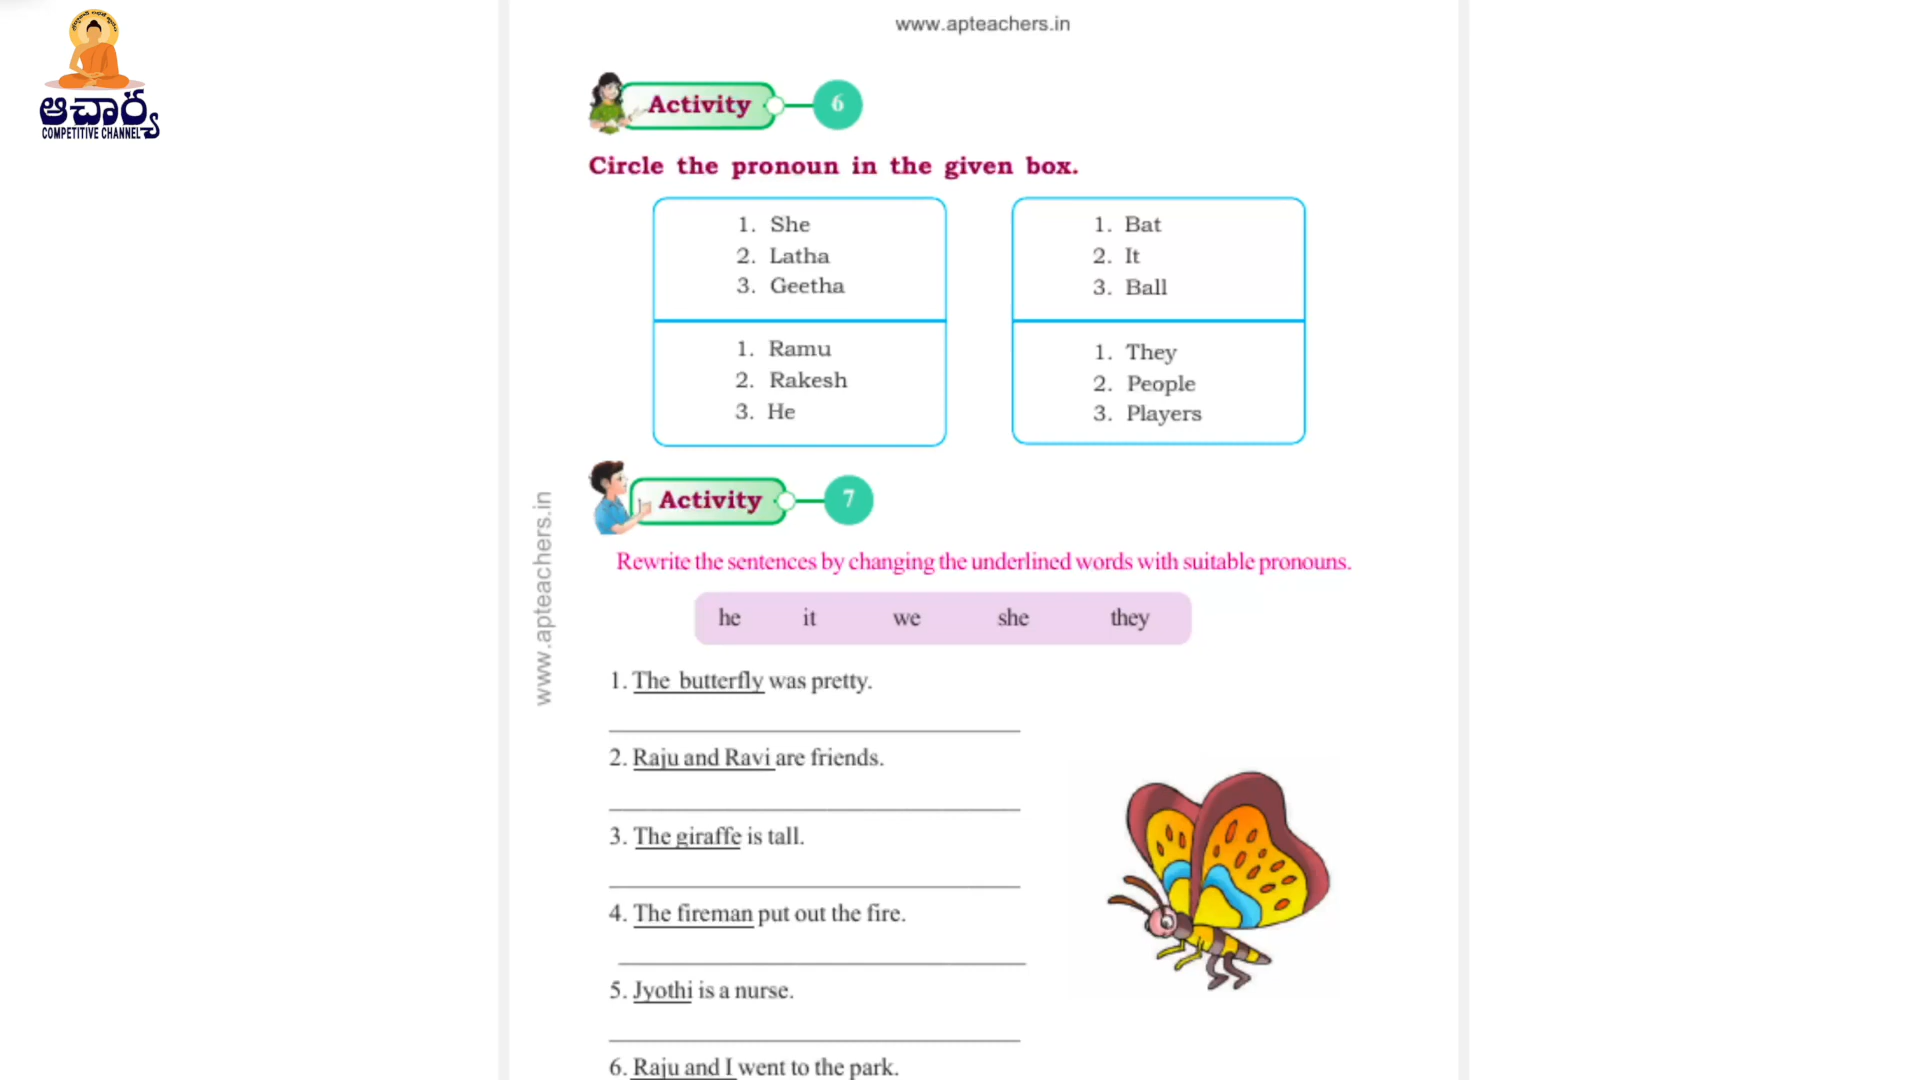 ఆచార్య
COMPETITIVE CHANNEL
www.apteachers.in
Activity 6
Circle the pronoun in the given box.
1. She
2. Latha
3. Geetha
1. Bat
2. It
3. Ball
1. Ramu
2. Rakesh
3. He
1. They
2. People
3. Players
www.apteachers.in
Activity 7
Rewrite the sentences by changing the underlined words with suitable pronouns.
he it we she they
1. The butterfly was pretty.
2. Raju and Ravi are friends.
3. The giraffe is tall.
4. The fireman put out the fire.
5. Jyothi is a nurse.
6. Raju and I went to the park.